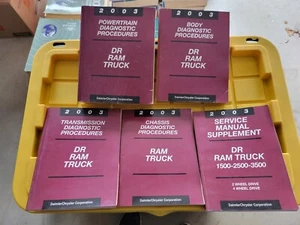 2003
POWERTRAIN
DIAGNOSTIC
PROCEDURES
DR
RAM
TRUCK
DaimlerChrysler Corporation
2003
BODY
DIAGNOSTIC
PROCEDURES
DR
RAM
TRUCK
DaimlerChrysler Corporation
2003
TRANSMISSION
DIAGNOSTIC
PROCEDURES
DR
RAM
TRUCK
DaimlerChrysler Corporation
2003
CHASSIS
DIAGNOSTIC
PROCEDURES
DR
RAM
TRUCK
DaimlerChrysler Corporation
2003
SERVICE
MANUAL
SUPPLEMENT
DR
RAM TRUCK
1500-2500-3500
2 WHEEL DRIVE
4 WHEEL DRIVE
DaimlerChrysler Corporation